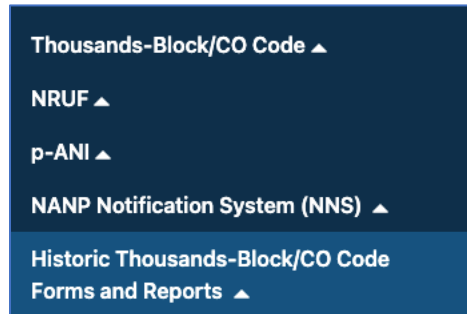 Thousands-Block/CO Code
NRUF
p-ANI
NANP Notification System (NNS)
Historic Thousands-Block/CO Code
Forms and Reports